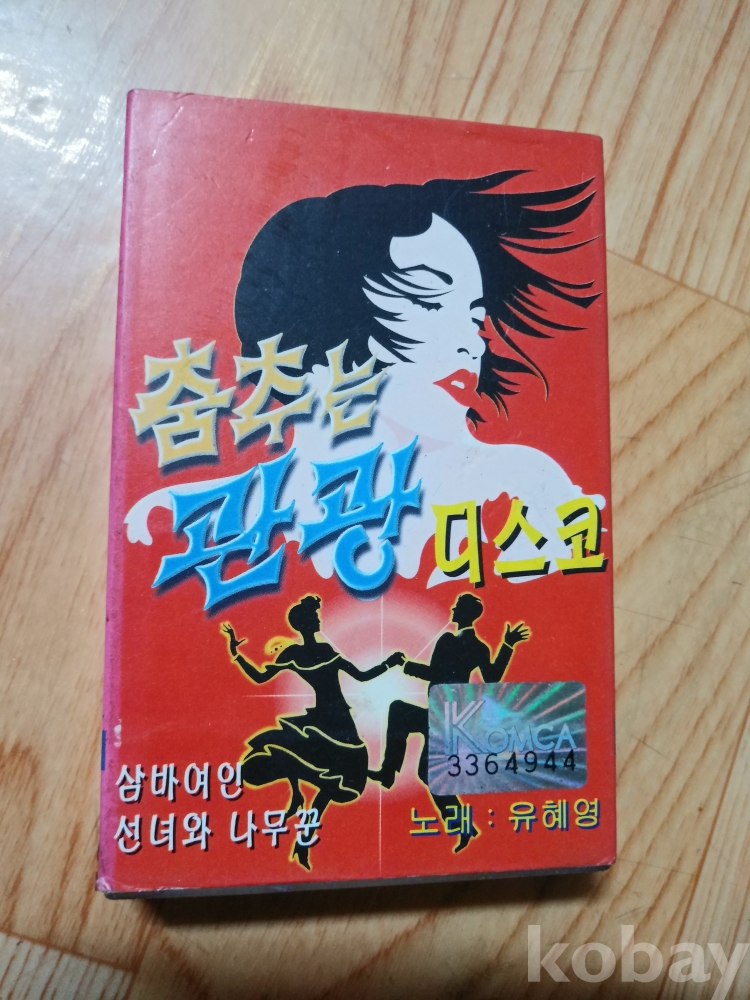 춤추는
관광 디스코
KOMCA
3364944
삼바여인
선녀와 나무꾼
노래 : 유혜영
kobay